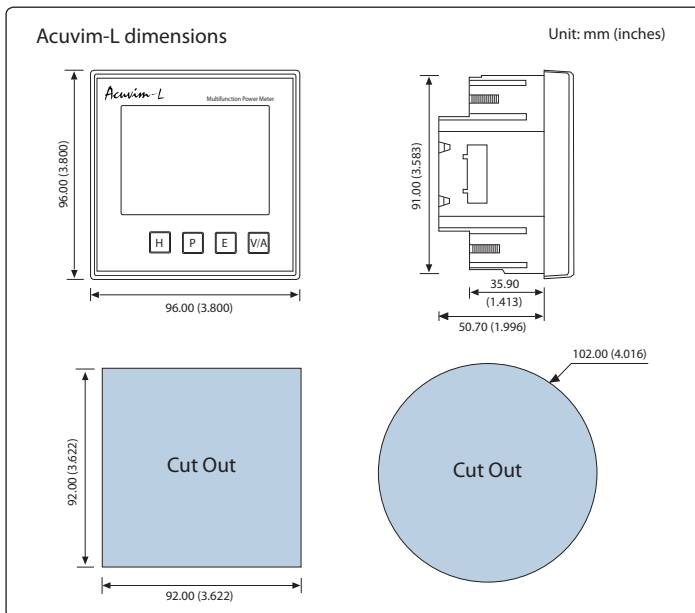 Acuvim-L dimensions
Unit: mm (inches)
Acuvim-L
Multifunction Power Meter
96.00 (3.800)
H
P
E
V/A
96.00 (3.800)
91.00 (3.583)
35.90
(1.413)
50.70 (1.996)
92.00 (3.622)
Cut Out
92.00 (3.622)
102.00 (4.016)
Cut Out